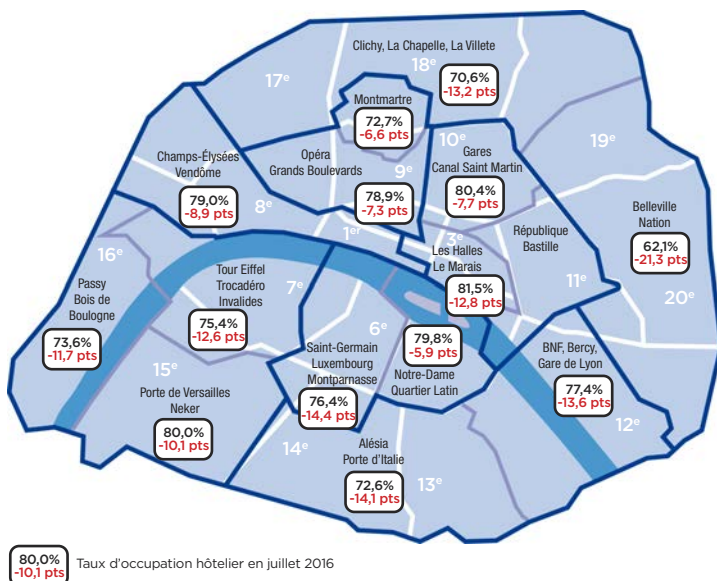 Clichy, La Chapelle, La Villete
18e
70,6%
-13,2 pts
17e
Montmartre
72,7%
-6,6 pts
10e
19e
Gares
Canal Saint Martin
80,4%
-7,7 pts
Champs-Élysées
Vendôme
79,0%
-8,9 pts
8e
Opéra
Grands Boulevards
9e
78,9%
-7,3 pts
1er
3e
Les Halles
Le Marais
81,5%
-12,8 pts
République
Bastille
11e
Belleville
Nation
62,1%
-21,3 pts
20e
16e
Passy
Bois de
Boulogne
73,6%
-11,7 pts
Tour Eiffel
Trocadéro
Invalides
7e
75,4%
-12,6 pts
6e
Saint-Germain
Luxembourg
Montparnasse
76,4%
-14,4 pts
79,8%
-5,9 pts
Notre-Dame
Quartier Latin
BNF, Bercy,
Gare de Lyon
77,4%
-13,6 pts
12e
15e
Porte de Versailles
Neker
80,0%
-10,1 pts
14e
Alésia
Porte d'Italie
72,6%
-14,1 pts
13e
80,0%
-10,1 pts
Taux d'occupation hôtelier en juillet 2016